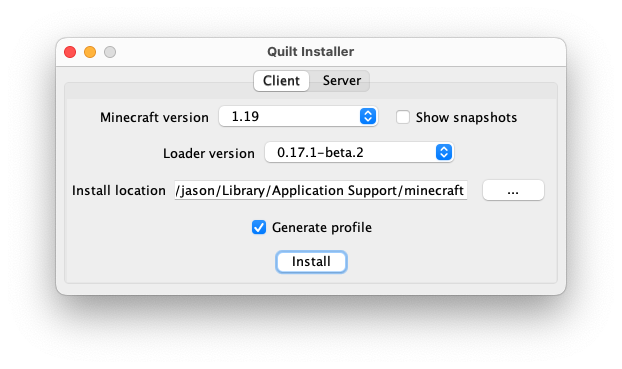 Quilt Installer
Client Server
Minecraft version 1.19 Show snapshots
Loader version 0.17.1-beta.2
Install location /jason/Library/Application Support/minecraft ...
Generate profile
Install